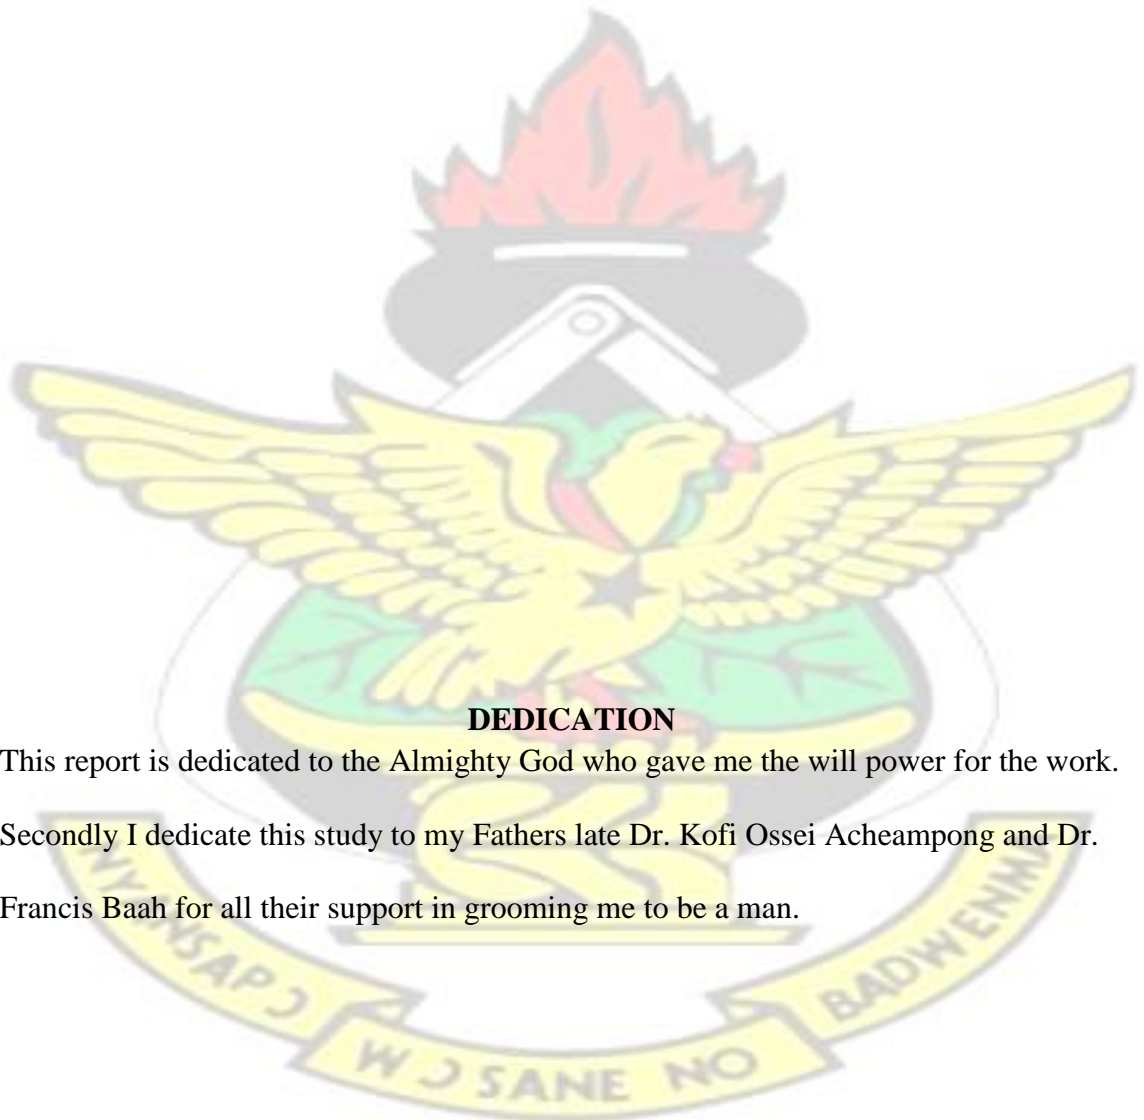 DEDICATION
This report is dedicated to the Almighty God who gave me the will power for the work.
Secondly I dedicate this study to my Fathers late Dr. Kofi Ossei Acheampong and Dr.
Francis Baah for all their support in grooming me to be a man.
NYANSAPƆ
WƆSANE NO
BADWENMA